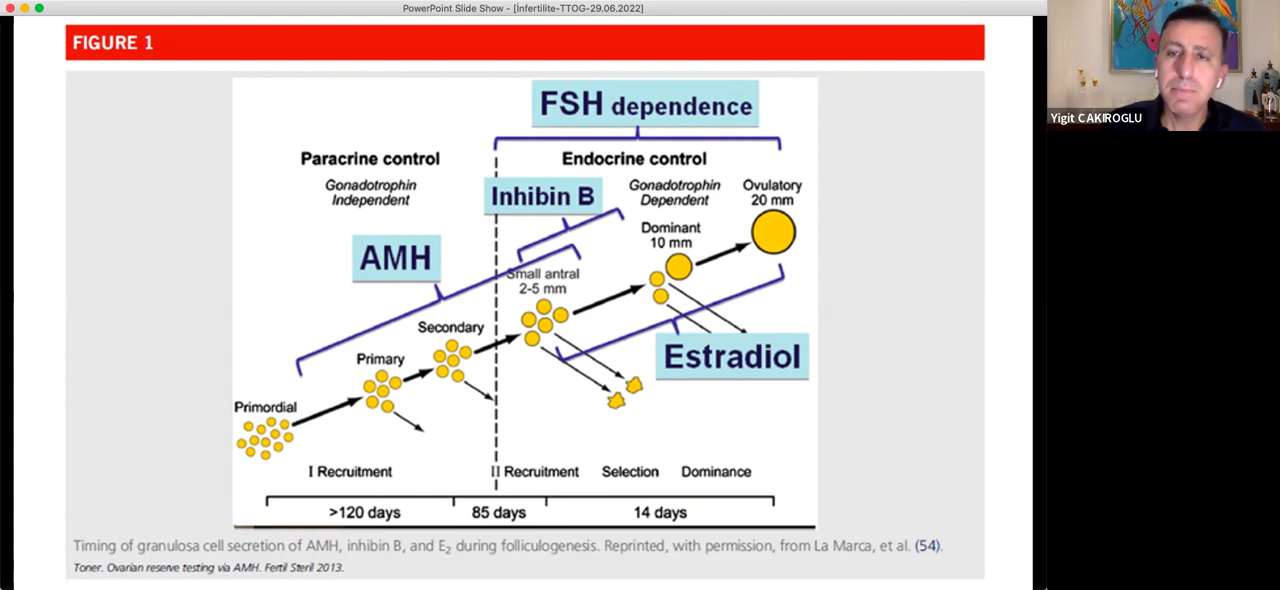 PowerPoint Slide Show - [İnfertilite-TTOG-29.06.2022]
FIGURE 1
FSH dependence
Paracrine control
Endocrine control
Gonadotrophin
Independent
Inhibin B
Gonadotrophin
Dependent
Ovulatory
20 mm
AMH
Dominant
10 mm
Small antral
2-5 mm
Secondary
Primary
Estradiol
Primordial
I Recruitment
II Recruitment
Selection
Dominance
>120 days
85 days
14 days
Timing of granulosa cell secretion of AMH, inhibin B, and E₂ during folliculogenesis. Reprinted, with permission, from La Marca, et al. (54).
Toner. Ovarian reserve testing via AMH. Fertil Steril 2013.
Yigit CAKIROGLU